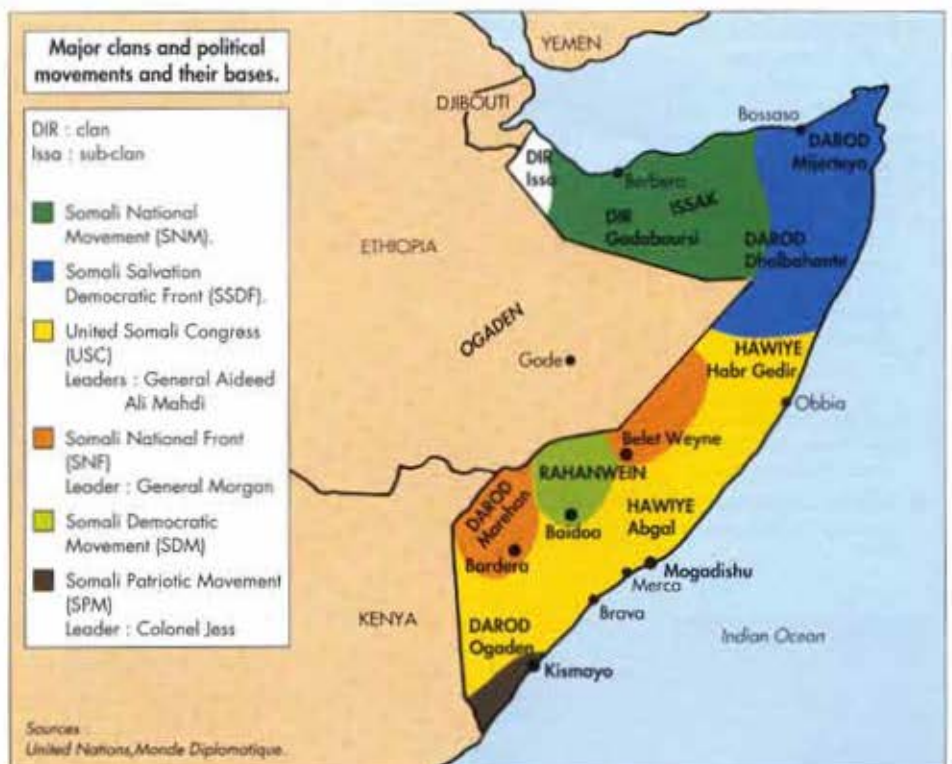 Major clans and political
movements and their bases.
DIR : clan
Issa : sub-clan
Somali National
Movement (SNM).
Somali Salvation
Democratic Front (SSDF).
United Somali Congress
(USC)
Leaders : General Aideed
Ali Mahdi
Somali National Front
(SNF)
Leader : General Morgan
Somali Democratic
Movement (SDM)
Somali Patriotic Movement
(SPM)
Leader : Colonel Jess
Sources :
United Nations,Monde Diplomatique.
YEMEN
DJIBOUTI
Bossaso
DAROD
Mijerteya
DIR
Issa
Berbera
ISSAK
DIR
Gadaboursi
ETHIOPIA
DAROD
Dholbahante
OGADEN
Gode
HAWIYE
Habr Gedir
Obbia
Belet Weyne
RAHANWEIN
DAROD
Marehan
HAWIYE
Abgal
Baidoa
Bardera
Mogadishu
Merca
Brava
KENYA
DAROD
Ogaden
Indian Ocean
Kismayo